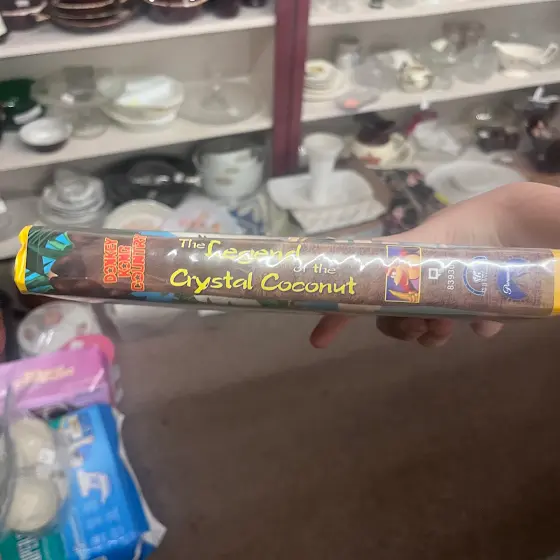 DONKEY
KONG
COUNTRY
The Legend
of the
Crystal Coconut